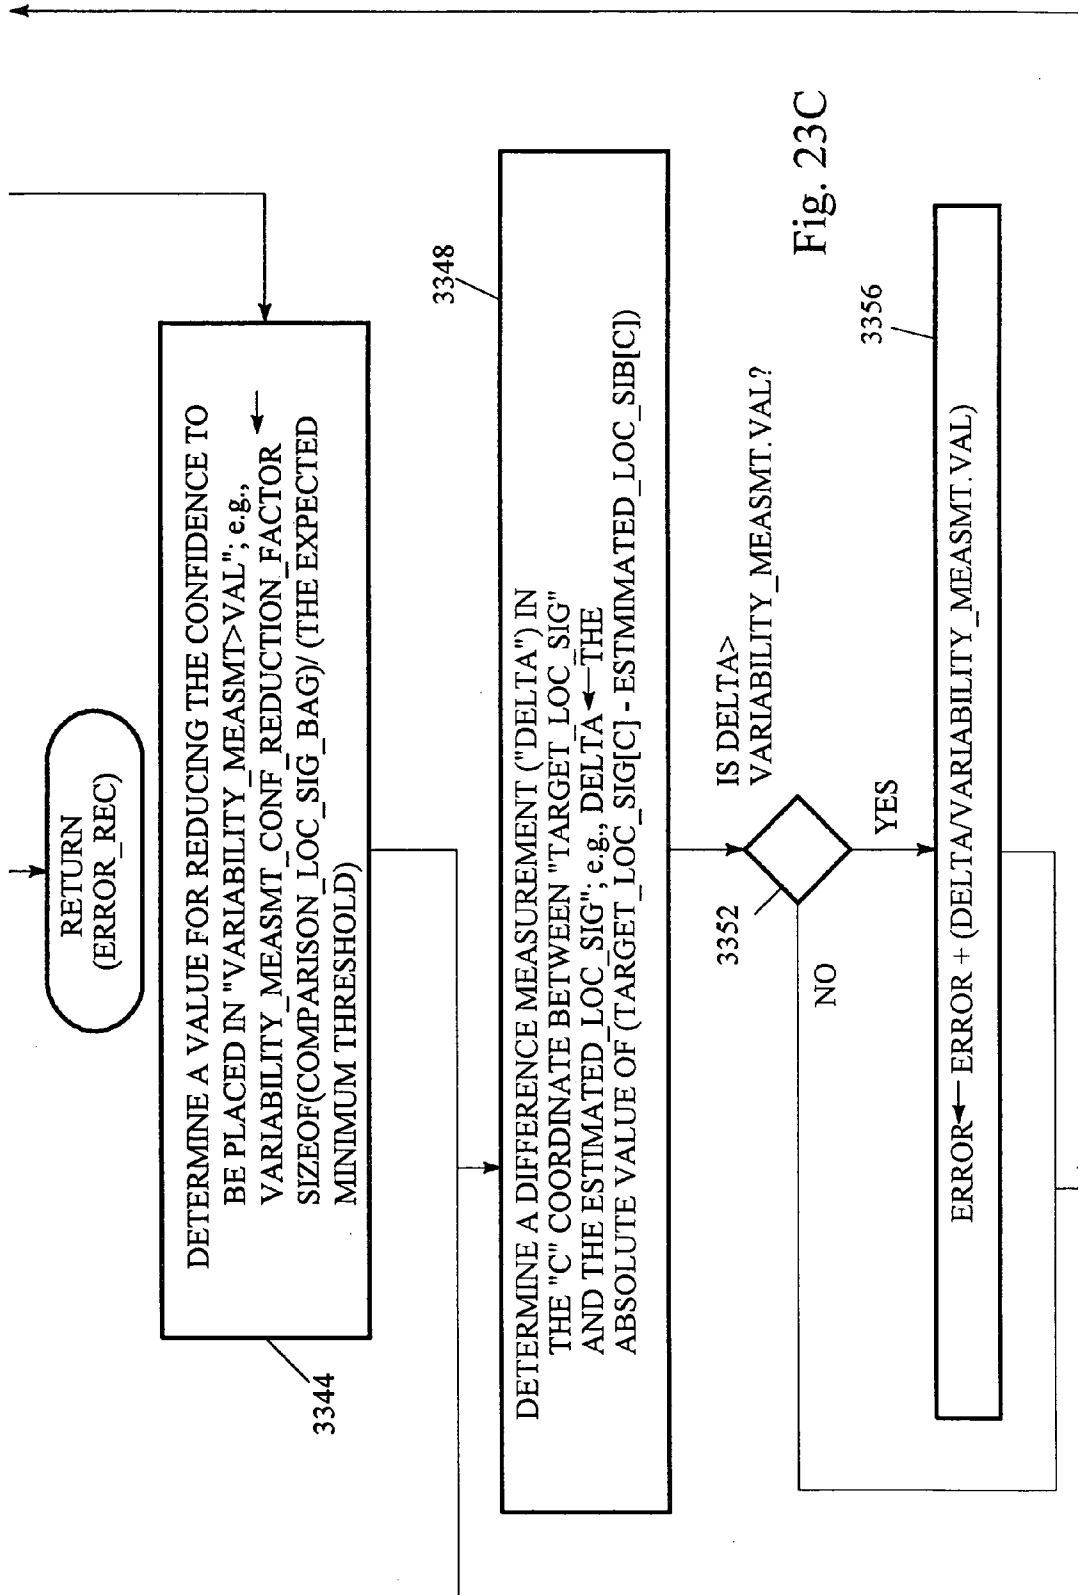 RETURN
(ERROR_REC)
DETERMINE A VALUE FOR REDUCING THE CONFIDENCE TO
BE PLACED IN "VARIABILITY_MEASMT>VAL"; e.g.,
VARIABILITY_MEASMT_CONF_REDUCTION_FACTOR ←
SIZEOF(COMPARISON_LOC_SIG_BAG)/ (THE EXPECTED
MINIMUM THRESHOLD)
3344
3348
DETERMINE A DIFFERENCE MEASUREMENT ("DELTA") IN
THE "C" COORDINATE BETWEEN "TARGET_LOC_SIG"
AND THE ESTIMATED_LOC_SIG"; e.g., DELTA ← THE
ABSOLUTE VALUE OF (TARGET_LOC_SIG[C] - ESTMIMATED_LOC_SIB[C])
IS DELTA>
VARIABILITY_MEASMT.VAL?
3352
NO
YES
3356
ERROR ← ERROR + (DELTA/VARIABILITY_MEASMT.VAL)
Fig. 23C